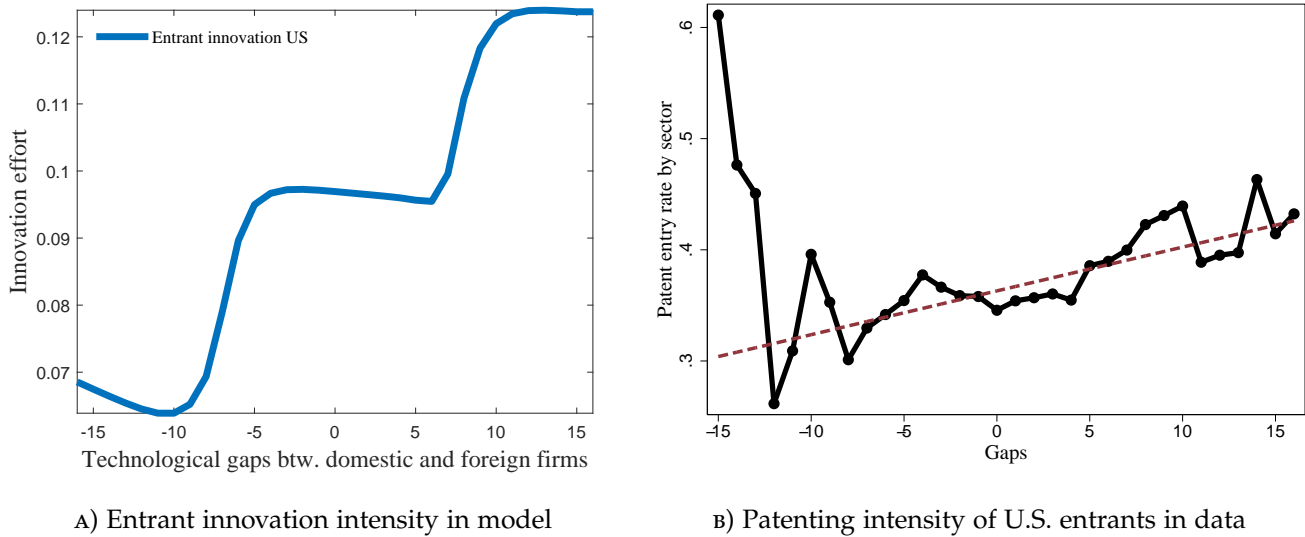 0.12
0.11
0.1
0.09
0.08
0.07
Innovation effort
Entrant innovation US
-15 -10 -5 0 5 10 15
Technological gaps btw. domestic and foreign firms
A) Entrant innovation intensity in model
.6
.5
.4
.3
Patent entry rate by sector
−15 −10 −5 0 5 10 15
Gaps
B) Patenting intensity of U.S. entrants in data